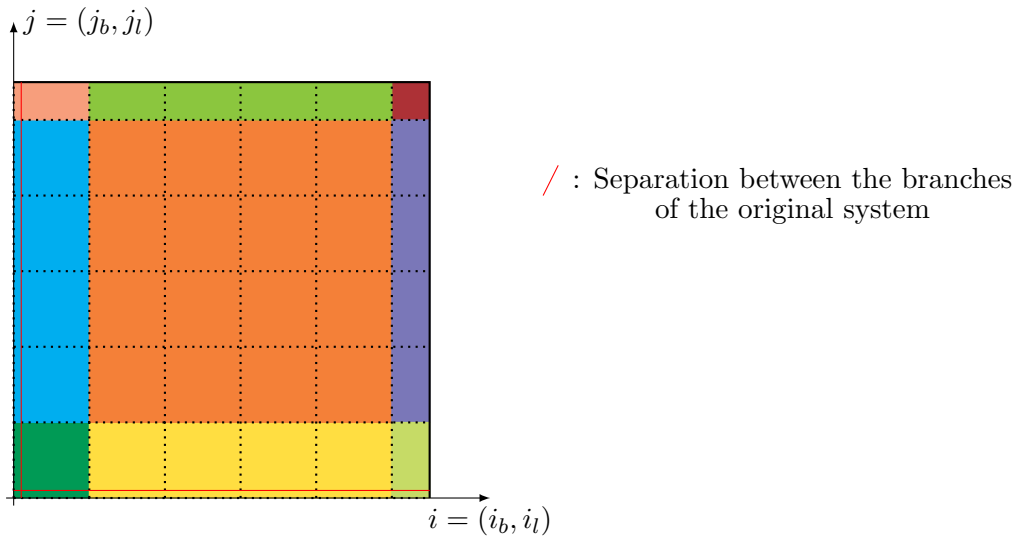 j = (j_b, j_l)
/ : Separation between the branches
of the original system
i = (i_b, i_l)